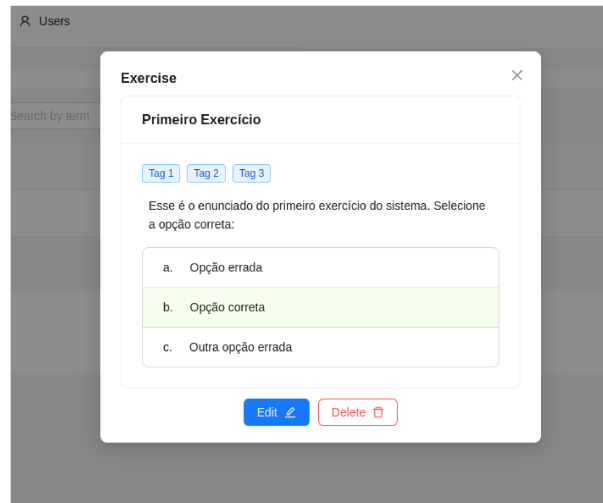 Users
Exercise
Search by term
Primeiro Exercício
Tag 1 Tag 2 Tag 3
Esse é o enunciado do primeiro exercício do sistema. Selecione
a opção correta:
a. Opção errada
b. Opção correta
c. Outra opção errada
Edit Delete